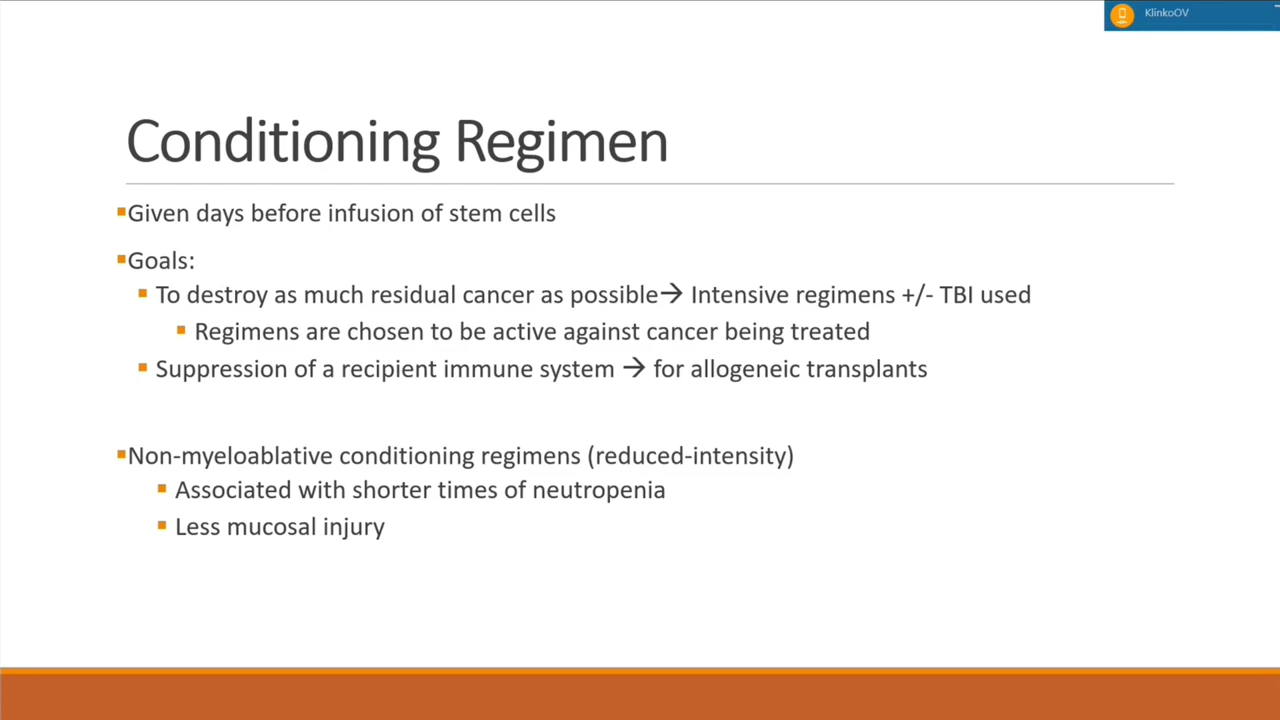 KlinkoOV
Conditioning Regimen
▪Given days before infusion of stem cells
▪Goals:
▪ To destroy as much residual cancer as possible→ Intensive regimens +/- TBI used
▪ Regimens are chosen to be active against cancer being treated
▪ Suppression of a recipient immune system → for allogeneic transplants
▪Non-myeloablative conditioning regimens (reduced-intensity)
▪ Associated with shorter times of neutropenia
▪ Less mucosal injury